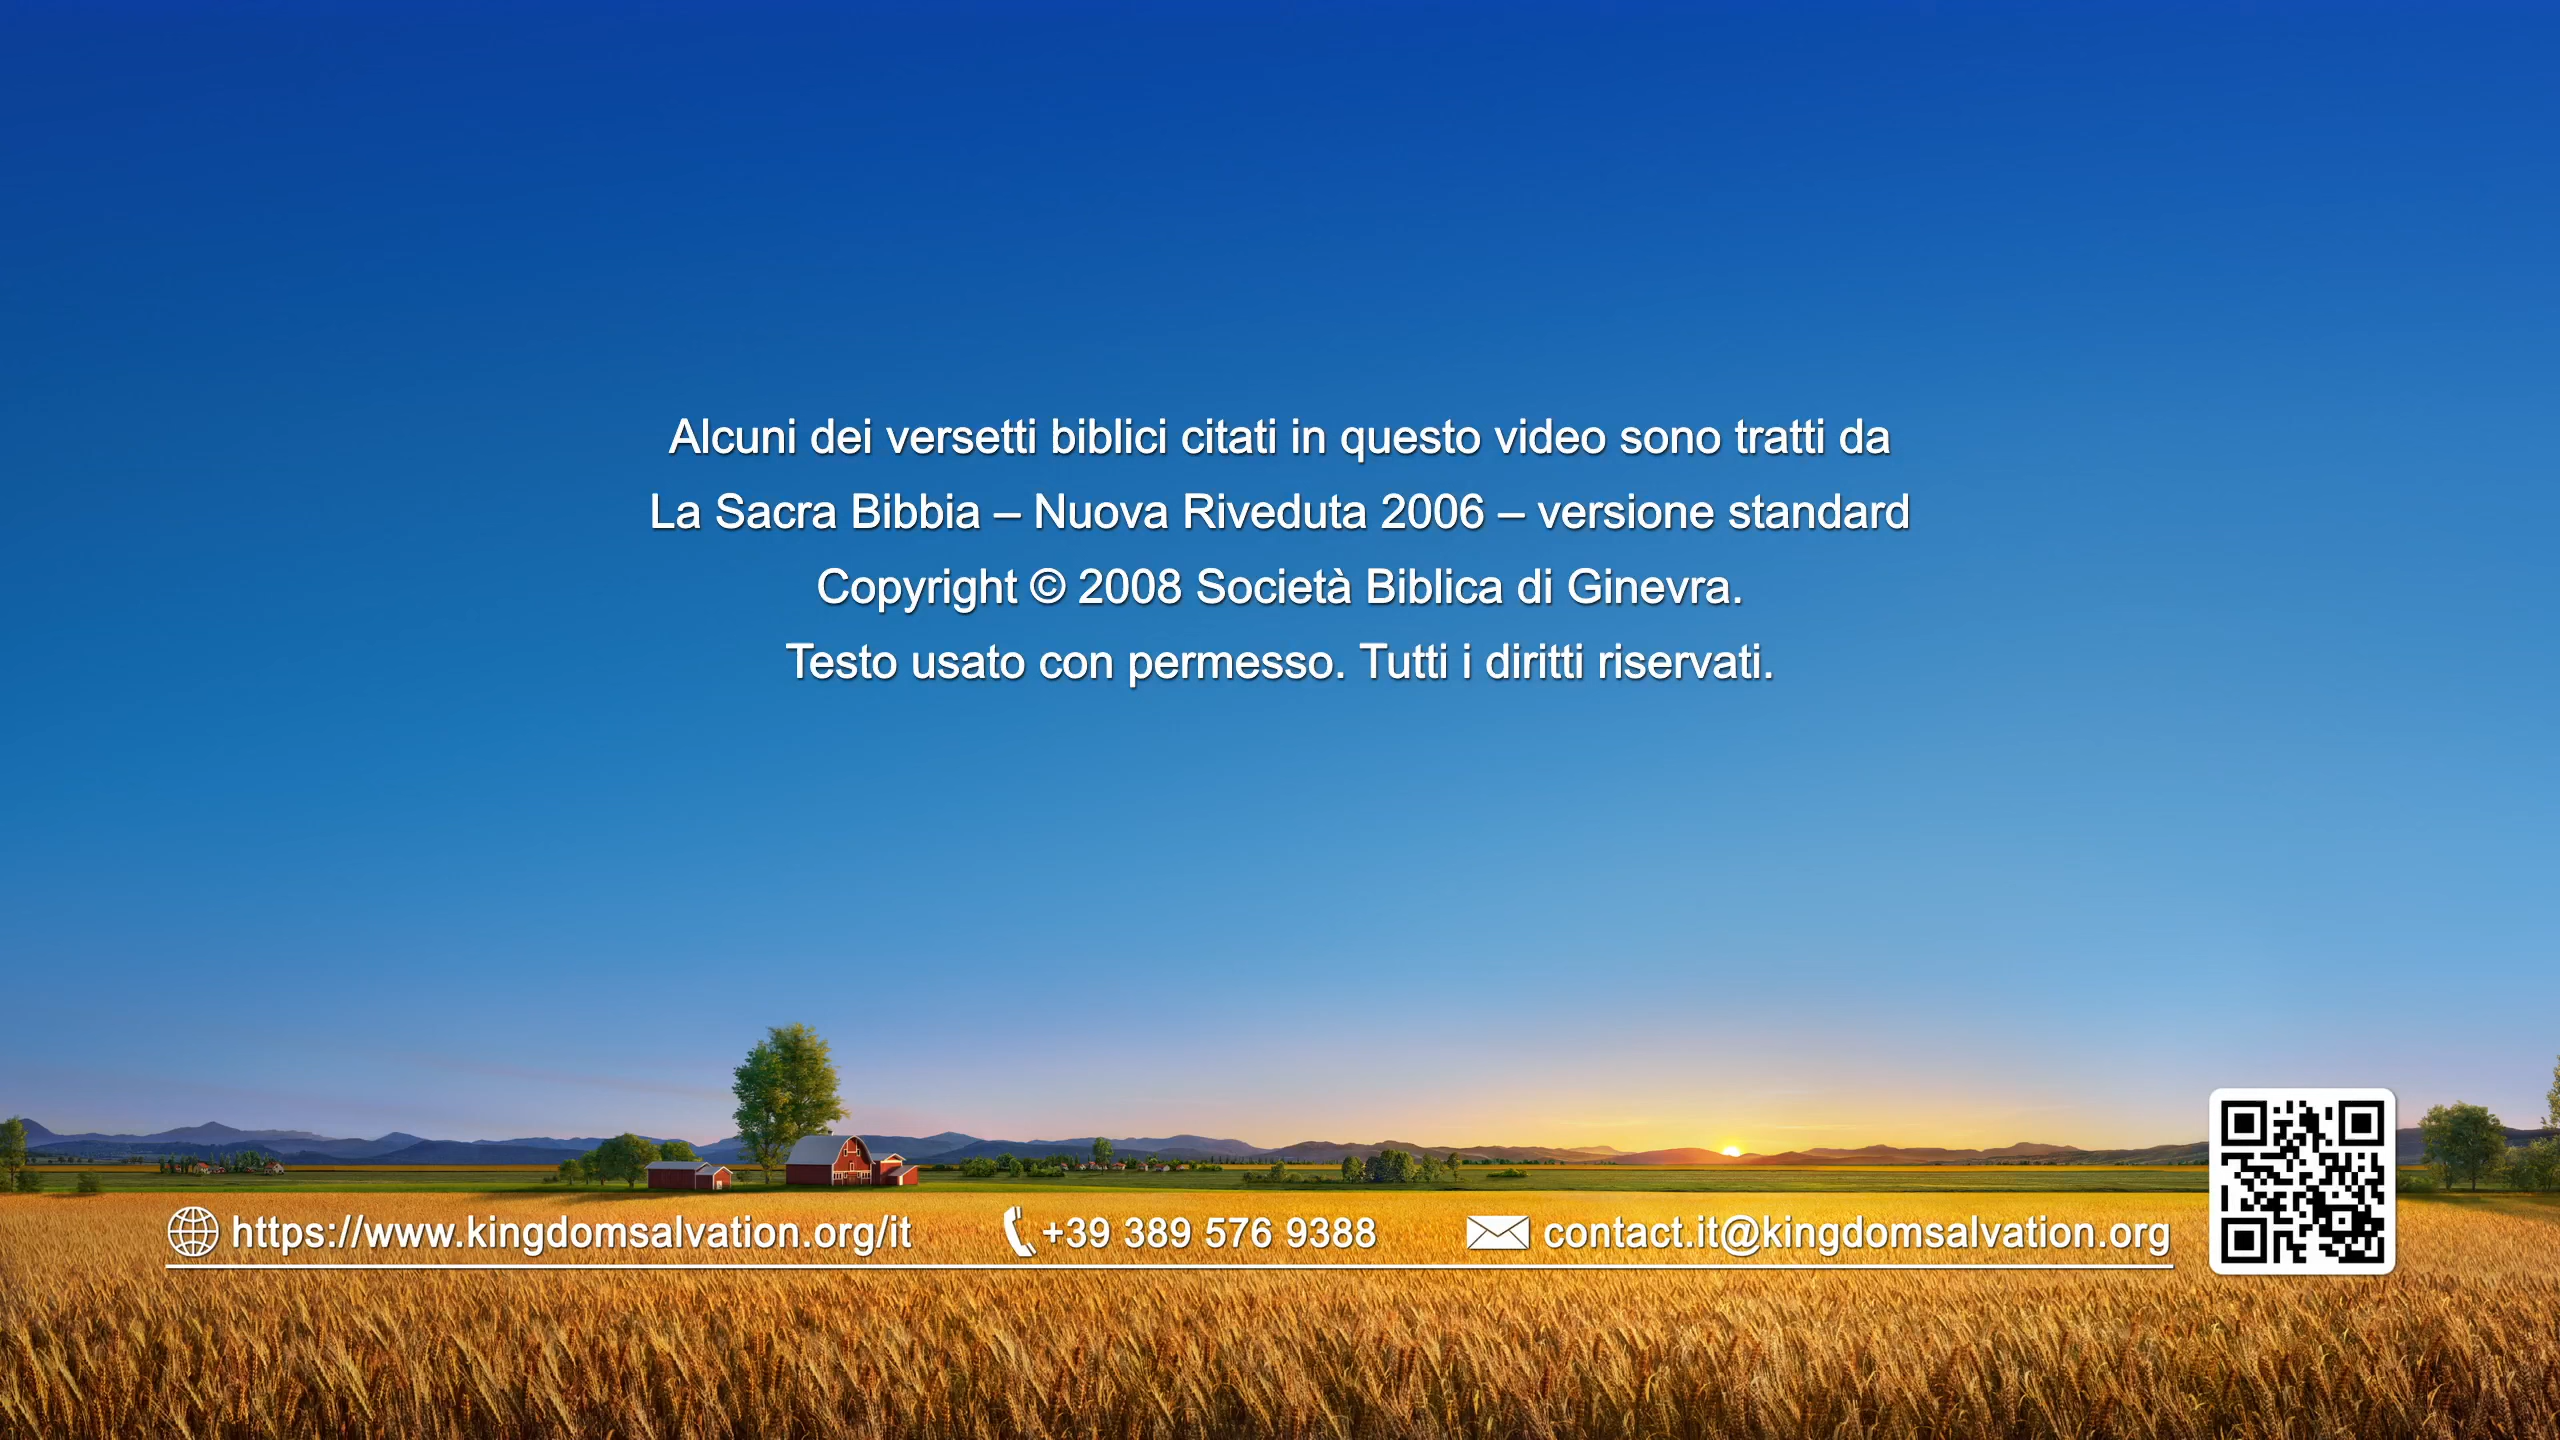 Alcuni dei versetti biblici citati in questo video sono tratti da
La Sacra Bibbia – Nuova Riveduta 2006 – versione standard
Copyright © 2008 Società Biblica di Ginevra.
Testo usato con permesso. Tutti i diritti riservati.
https://www.kingdomsalvation.org/it +39 389 576 9388 contact.it@kingdomsalvation.org